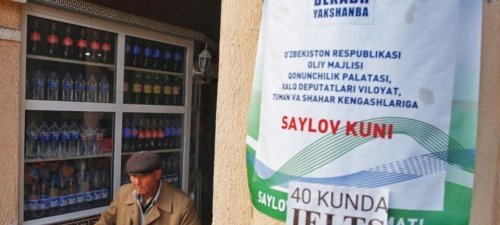 DEKABR
YAKSHANBA
O'ZBEKISTON RESPUBLIKASI
OLIY MAJLISI
QONUNCHILIK PALATASI,
XALQ DEPUTATLARI VILOYAT,
TUMAN VA SHAHAR KENGASHLARIGA
SAYLOV KUNI
40 KUNDA
IELTS